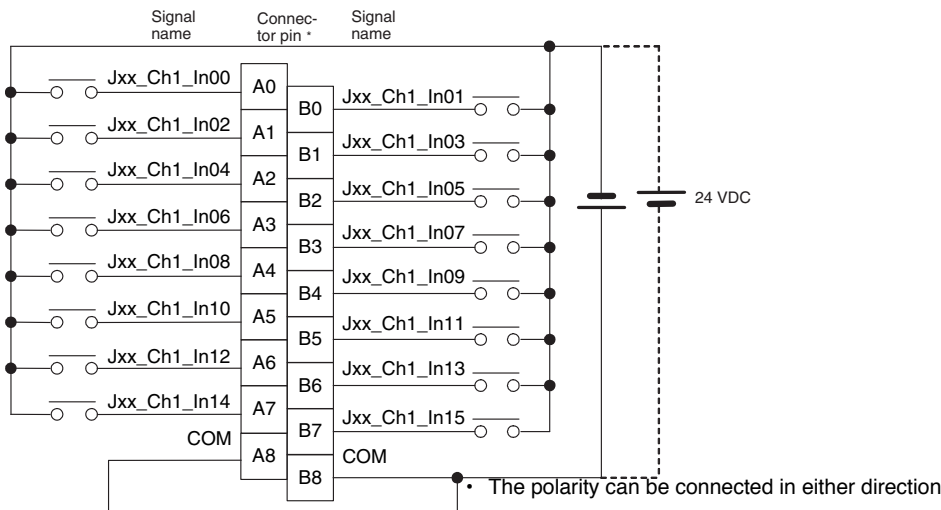 Signal name
Connec-tor pin *
Signal name
Jxx_Ch1_In00
A0
B0
Jxx_Ch1_In01
Jxx_Ch1_In02
A1
B1
Jxx_Ch1_In03
Jxx_Ch1_In04
A2
B2
Jxx_Ch1_In05
24 VDC
Jxx_Ch1_In06
A3
B3
Jxx_Ch1_In07
Jxx_Ch1_In08
A4
B4
Jxx_Ch1_In09
Jxx_Ch1_In10
A5
B5
Jxx_Ch1_In11
Jxx_Ch1_In12
A6
B6
Jxx_Ch1_In13
Jxx_Ch1_In14
A7
B7
Jxx_Ch1_In15
COM
A8
B8
COM
• The polarity can be connected in either direction